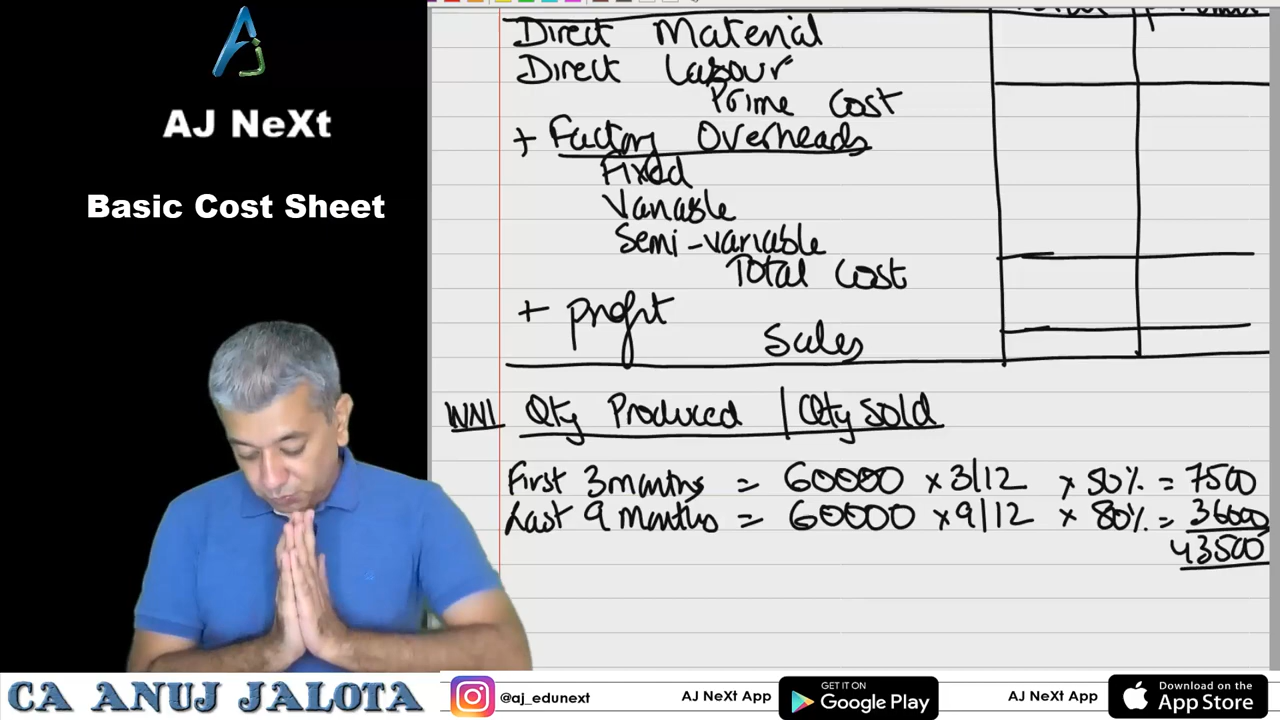 AJ NeXt
Basic Cost Sheet
Direct Material
Direct Labour
Prime Cost
+ Factory Overheads
Fixed
Variable
Semi-variable
Total Cost
+ Profit
Sales
WN1 Qty Produced | Qty Sold
First 3 months = 60000 × 3/12 × 50% = 7500
Last 9 months = 60000 × 9/12 × 80% = 36000
43500
CA ANUJ JALOTA
@aj_edunext
AJ NeXt App
GET IT ON
Google Play
AJ NeXt App
Download on the
App Store